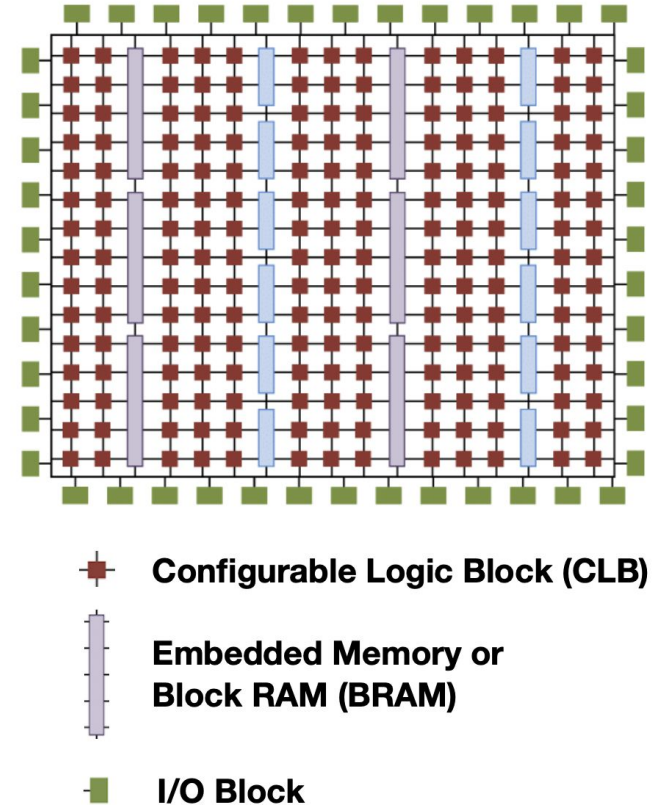 Configurable Logic Block (CLB)
Embedded Memory or
Block RAM (BRAM)
I/O Block